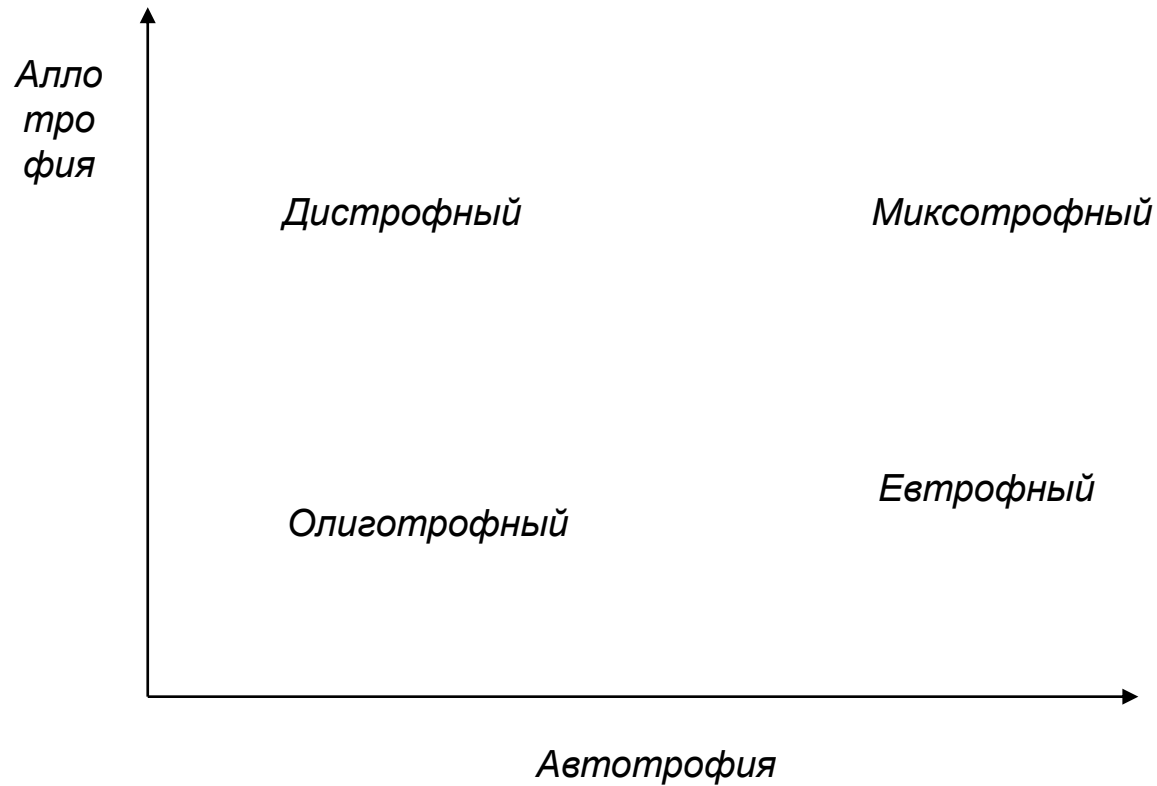 Алло
тро
фия
Дистрофный
Миксотрофный
Евтрофный
Олиготрофный
Автотрофия